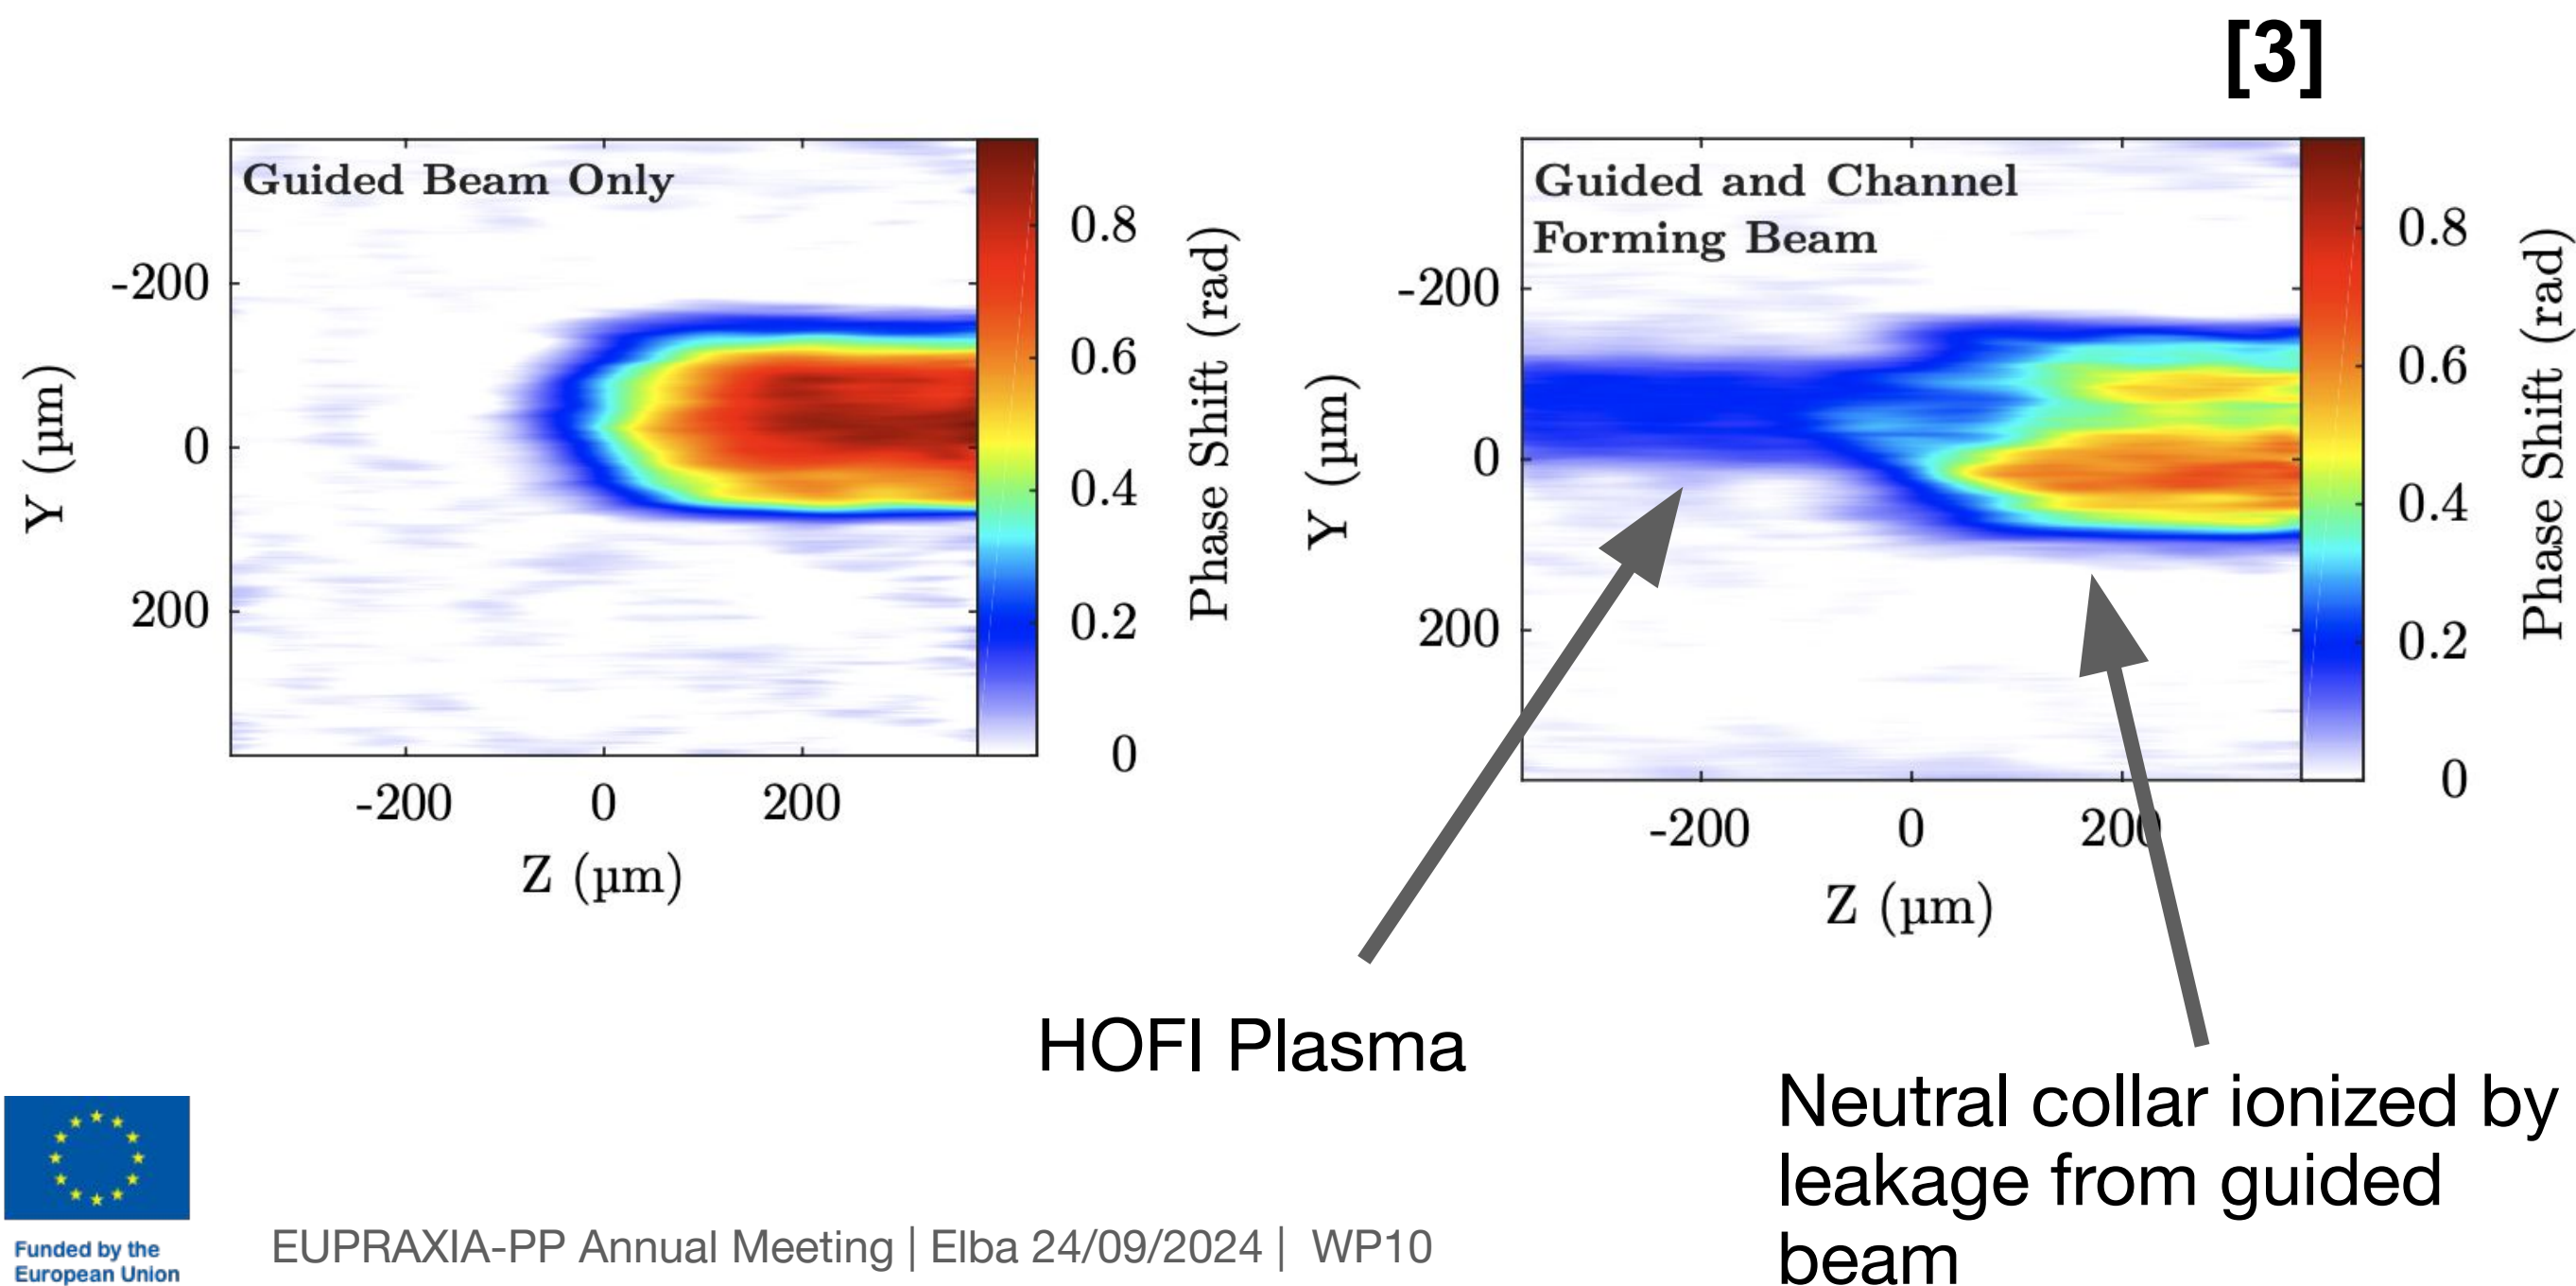 [3]
Guided Beam Only
-200
0
200
Y (µm)
-200
0
200
Z (µm)
0.8
0.6
0.4
0.2
0
Phase Shift (rad)
Guided and Channel
Forming Beam
-200
0
200
Y (µm)
-200
0
200
Z (µm)
0.8
0.6
0.4
0.2
0
Phase Shift (rad)
HOFI Plasma
Neutral collar ionized by
leakage from guided
beam
Funded by the
European Union
EUPRAXIA-PP Annual Meeting | Elba 24/09/2024 | WP10